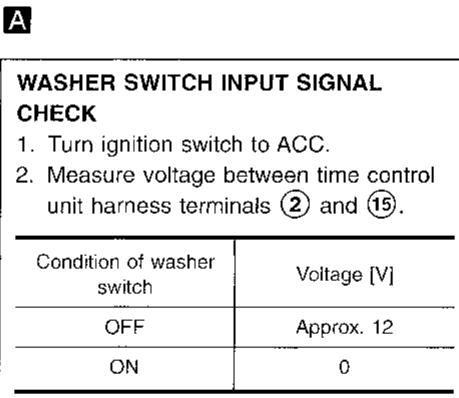 A
WASHER SWITCH INPUT SIGNAL
CHECK
1. Turn ignition switch to ACC.
2. Measure voltage between time control
unit harness terminals ② and ⑮.
Condition of washer
switch
Voltage [V]
OFF
Approx. 12
ON
0